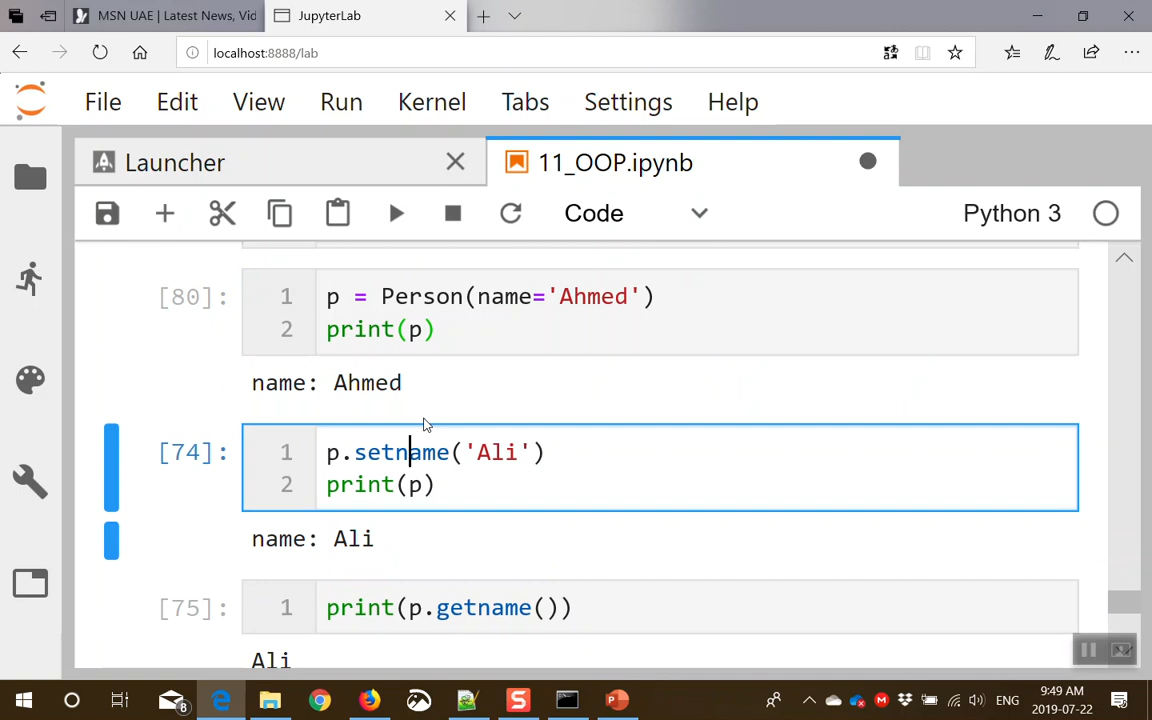 MSN UAE | Latest News, Vid
JupyterLab
localhost:8888/lab
File Edit View Run Kernel Tabs Settings Help
Launcher
11_OOP.ipynb
Code
Python 3
[80]:
1 p = Person(name='Ahmed')
2 print(p)
name: Ahmed
[74]:
1 p.setname('Ali')
2 print(p)
name: Ali
[75]:
1 print(p.getname())
Ali
8
ENG
9:49 AM
2019-07-22